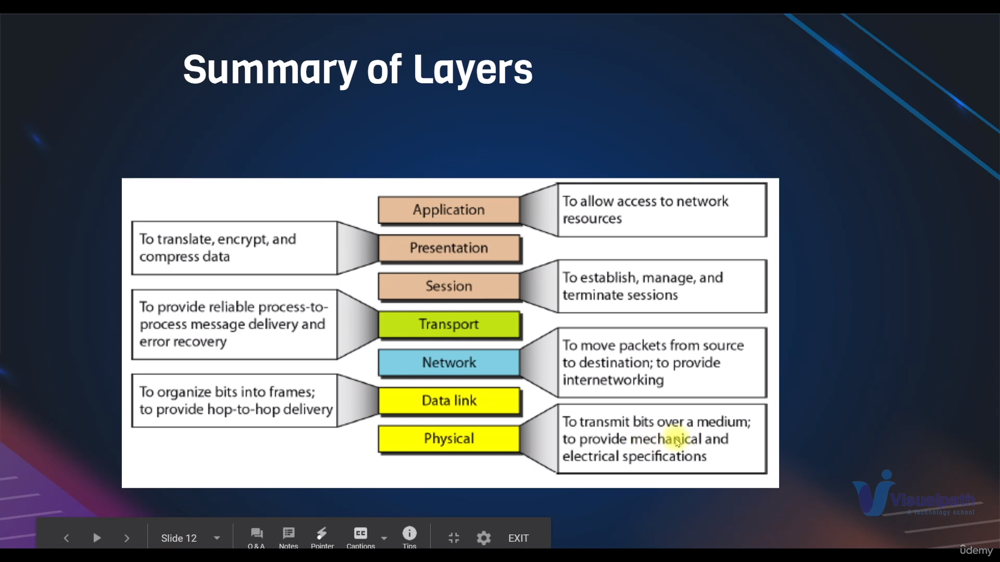 Summary of Layers
Application
To allow access to network
resources
To translate, encrypt, and
compress data
Presentation
Session
To establish, manage, and
terminate sessions
To provide reliable process-to-
process message delivery and
error recovery
Transport
Network
To move packets from source
to destination; to provide
internetworking
To organize bits into frames;
to provide hop-to-hop delivery
Data link
Physical
To transmit bits over a medium;
to provide mechanical and
electrical specifications
Visualpath
A technology school
Slide 12
Q & A
Notes
Pointer
CC
Captions
Tips
EXIT
ûdemy